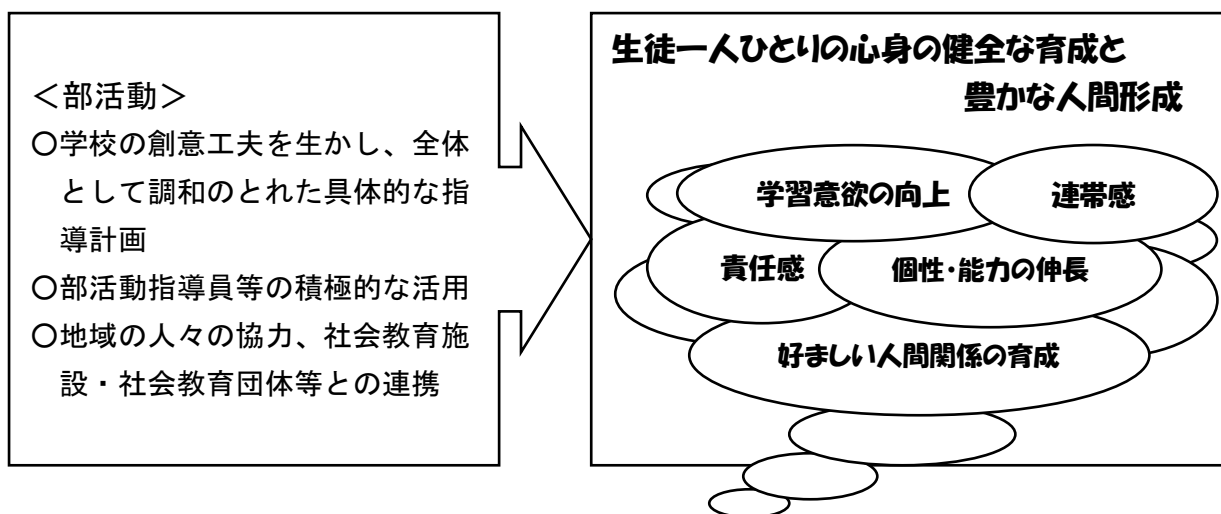 ＜部活動＞
○学校の創意工夫を生かし、全体
として調和のとれた具体的な指
導計画
○部活動指導員等の積極的な活用
○地域の人々の協力、社会教育施
設・社会教育団体等との連携
生徒一人ひとりの心身の健全な育成と
豊かな人間形成
学習意欲の向上
連帯感
責任感
個性・能力の伸長
好ましい人間関係の育成